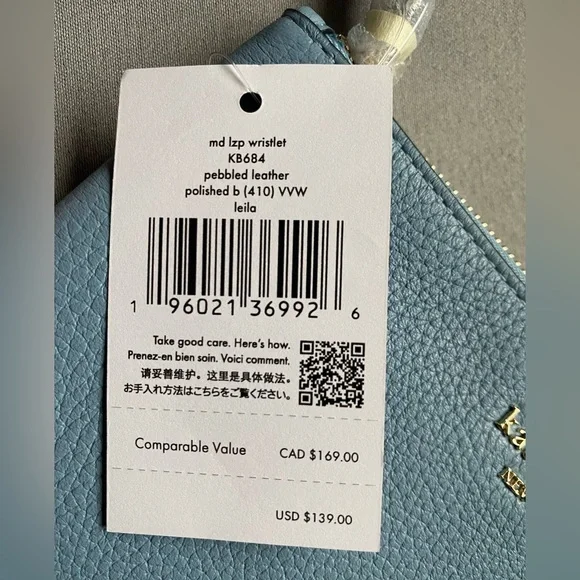 md lzp wristlet
KB684
pebbled leather
polished b (410) VVW
leila
1 96021 36992 6
Take good care. Here's how.
Prenez-en bien soin. Voici comment.
请妥善维护。这里是具体做法。
お手入れ方法はこちらをご覧ください。
Comparable Value CAD $169.00
USD $139.00